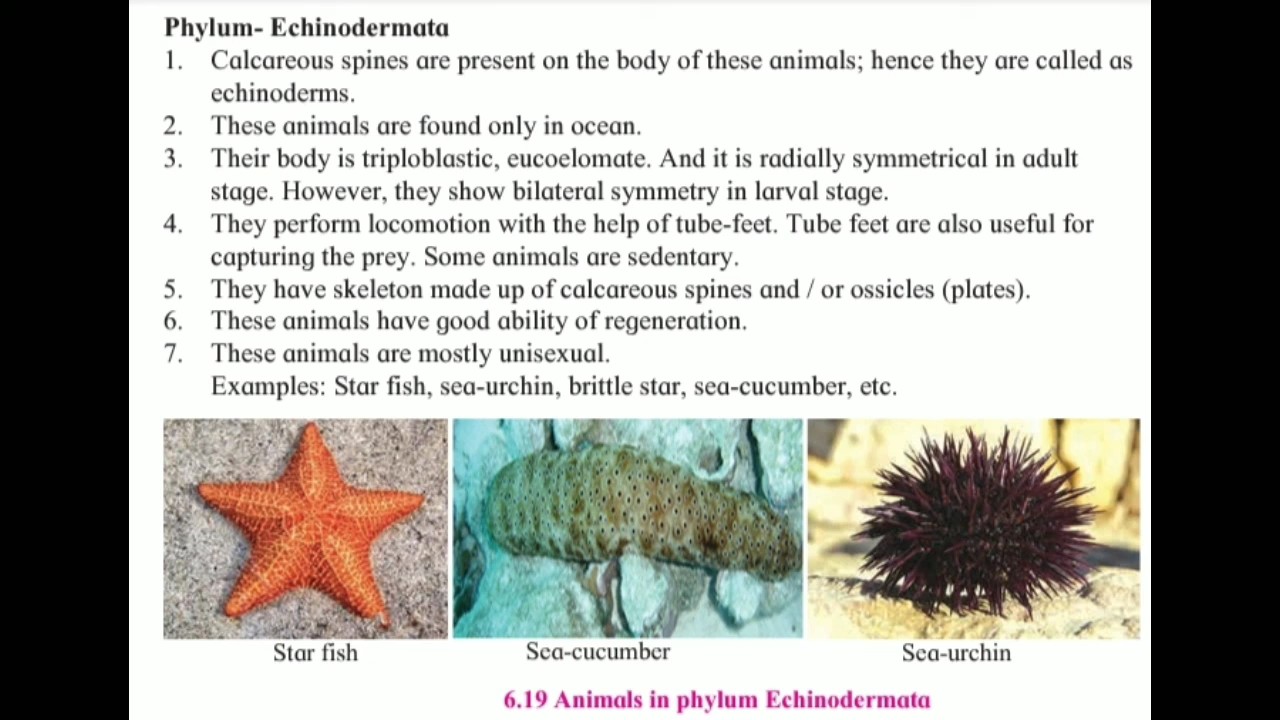 Phylum- Echinodermata
1. Calcareous spines are present on the body of these animals; hence they are called as
echinoderms.
2. These animals are found only in ocean.
3. Their body is triploblastic, eucoelomate. And it is radially symmetrical in adult
stage. However, they show bilateral symmetry in larval stage.
4. They perform locomotion with the help of tube-feet. Tube feet are also useful for
capturing the prey. Some animals are sedentary.
5. They have skeleton made up of calcareous spines and / or ossicles (plates).
6. These animals have good ability of regeneration.
7. These animals are mostly unisexual.
Examples: Star fish, sea-urchin, brittle star, sea-cucumber, etc.
Star fish
Sea-cucumber
Sea-urchin
6.19 Animals in phylum Echinodermata